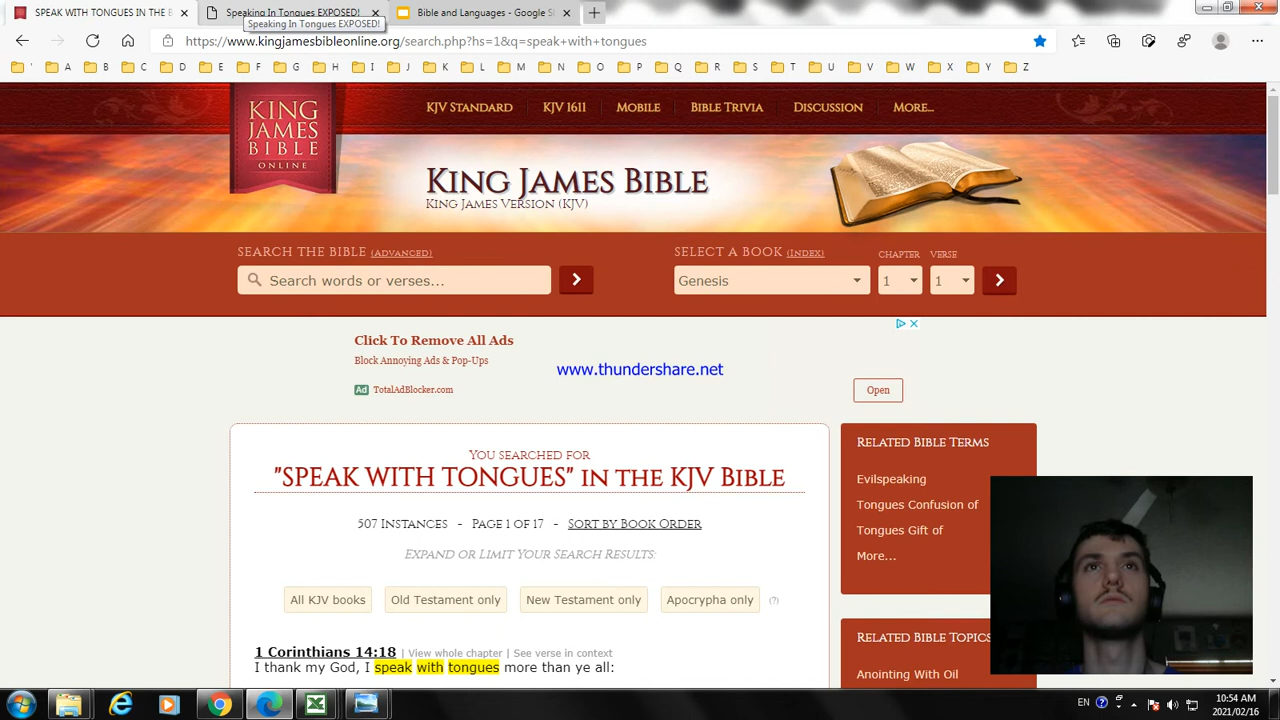 SPEAK WITH TONGUES IN THE B
Speaking In Tongues EXPOSED!
Bible and Languages - Google S
Speaking In Tongues EXPOSED!
https://www.kingjamesbibleonline.org/search.php?hs=1&q=speak+with+tongues
' A B C D E F G H I J K L M N O P Q R S T U V W X Y Z
KING
JAMES
BIBLE
ONLINE
KJV STANDARD KJV 1611 MOBILE BIBLE TRIVIA DISCUSSION MORE...
KING JAMES BIBLE
KING JAMES VERSION (KJV)
SEARCH THE BIBLE (ADVANCED)
Search words or verses...
SELECT A BOOK (INDEX) CHAPTER VERSE
Genesis 1 1
Click To Remove All Ads
Block Annoying Ads & Pop-Ups
Ad TotalAdBlocker.com
www.thundershare.net
Open
YOU SEARCHED FOR
"SPEAK WITH TONGUES" IN THE KJV BIBLE
507 INSTANCES - PAGE 1 OF 17 - SORT BY BOOK ORDER
EXPAND OR LIMIT YOUR SEARCH RESULTS:
All KJV books Old Testament only New Testament only Apocrypha only (?)
1 Corinthians 14:18 | View whole chapter | See verse in context
I thank my God, I speak with tongues more than ye all:
RELATED BIBLE TERMS
Evilspeaking
Tongues Confusion of
Tongues Gift of
More...
RELATED BIBLE TOPICS
Anointing With Oil
EN
10:54 AM
2021/02/16